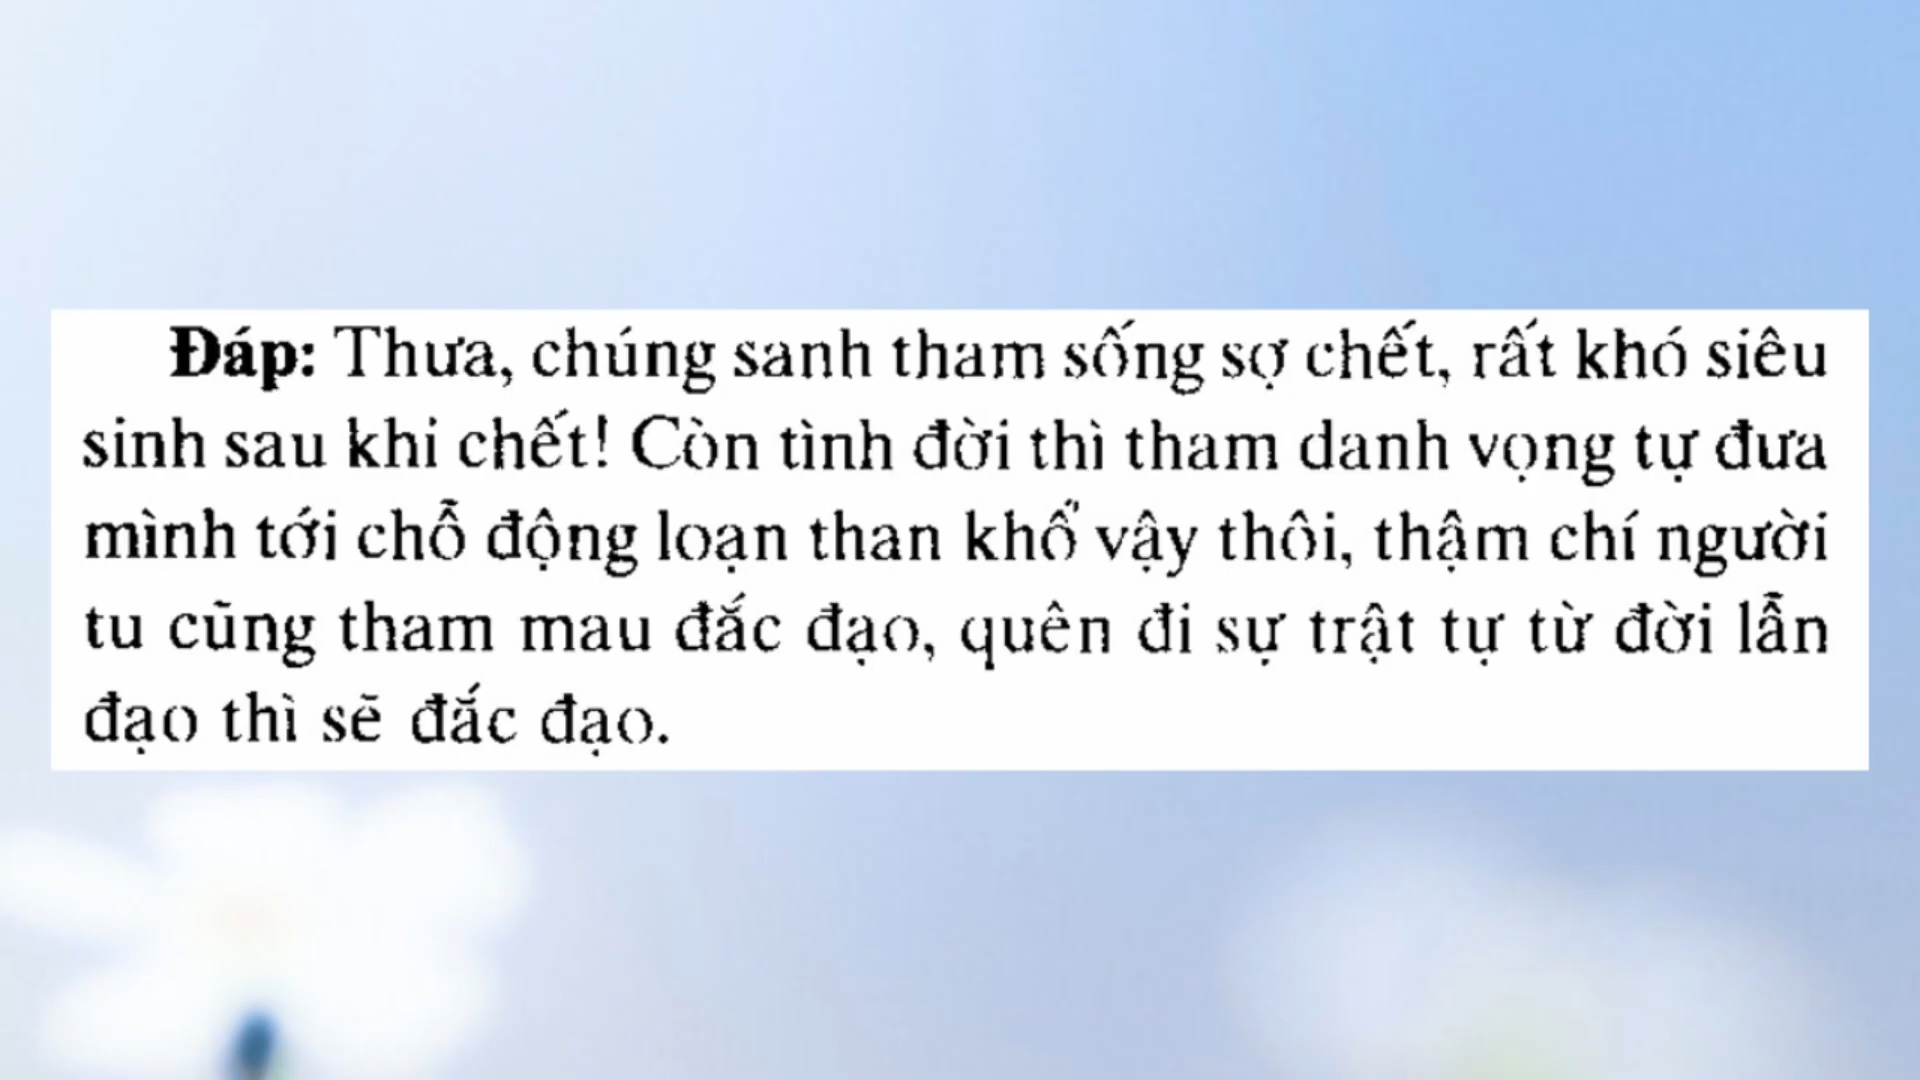 Đáp: Thưa, chúng sanh tham sống sợ chết, rất khó siêu
sinh sau khi chết! Còn tình đời thì tham danh vọng tự đưa
mình tới chỗ động loạn than khổ vậy thôi, thậm chí người
tu cũng tham mau đắc đạo, quên đi sự trật tự từ đời lẫn
đạo thì sẽ đắc đạo.